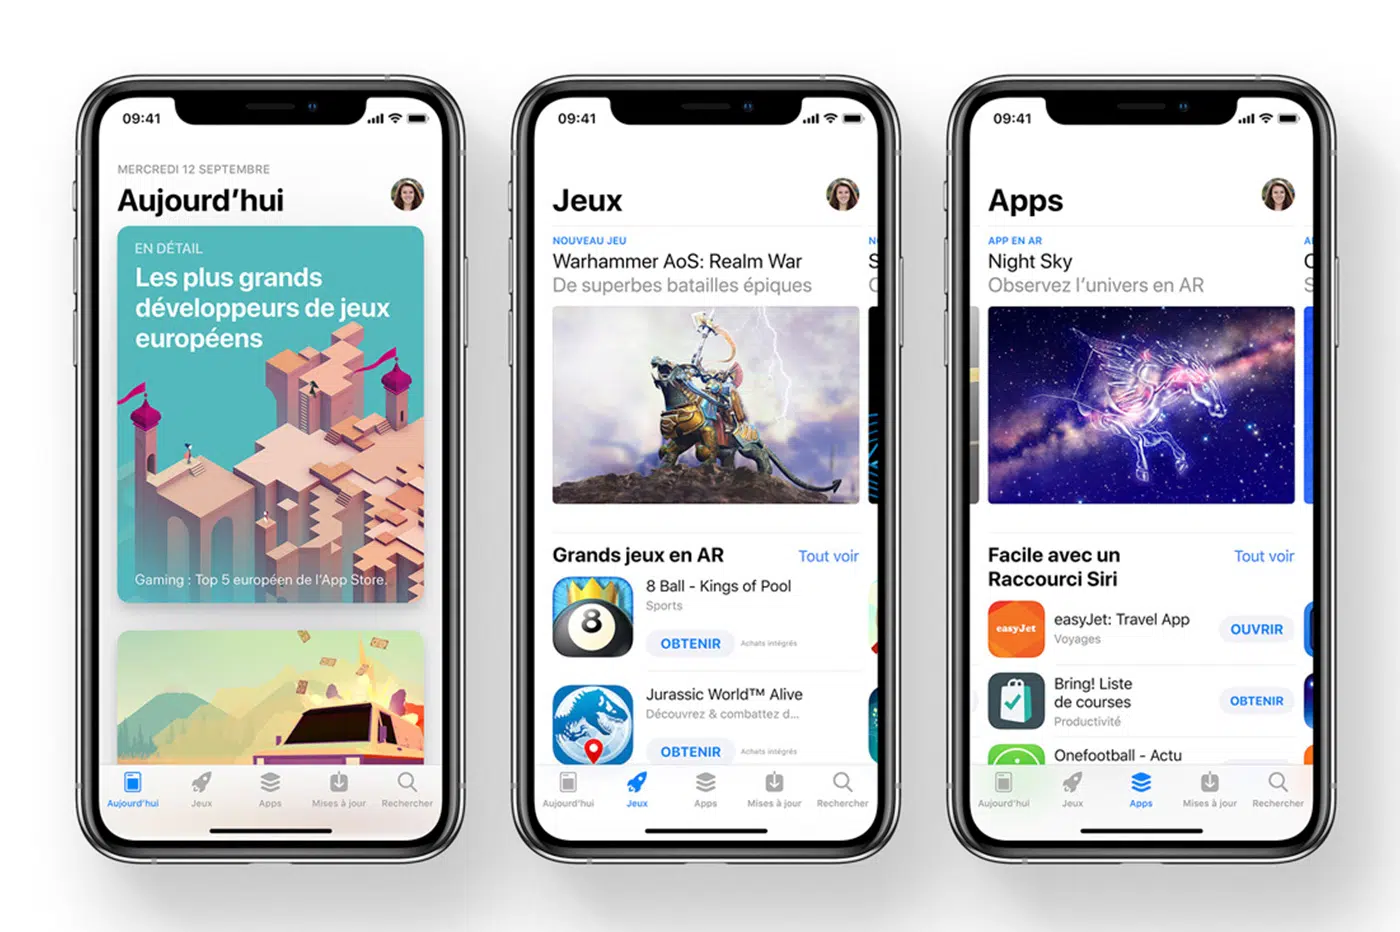 09:41
MERCREDI 12 SEPTEMBRE
Aujourd’hui
EN DÉTAIL
Les plus grands
développeurs de jeux
européens
Gaming : Top 5 européen de l’App Store.
Aujourd’hui
Jeux
Apps
Mises à jour
Rechercher
09:41
Jeux
NOUVEAU JEU
Warhammer AoS: Realm War
De superbes batailles épiques
Grands jeux en AR
Tout voir
8
8 Ball - Kings of Pool
Sports
OBTENIR
Achats intégrés
Jurassic World™ Alive
Découvrez & combattez d...
OBTENIR
Achats intégrés
Aujourd’hui
Jeux
Apps
Mises à jour
Rechercher
09:41
Apps
APP EN AR
Night Sky
Observez l’univers en AR
Facile avec un
Raccourci Siri
Tout voir
easyJet
easyJet: Travel App
Voyages
OUVRIR
Bring! Liste
de courses
Productivité
OBTENIR
Onefootball - Actu
Aujourd’hui
Jeux
Apps
Mises à jour
Rechercher